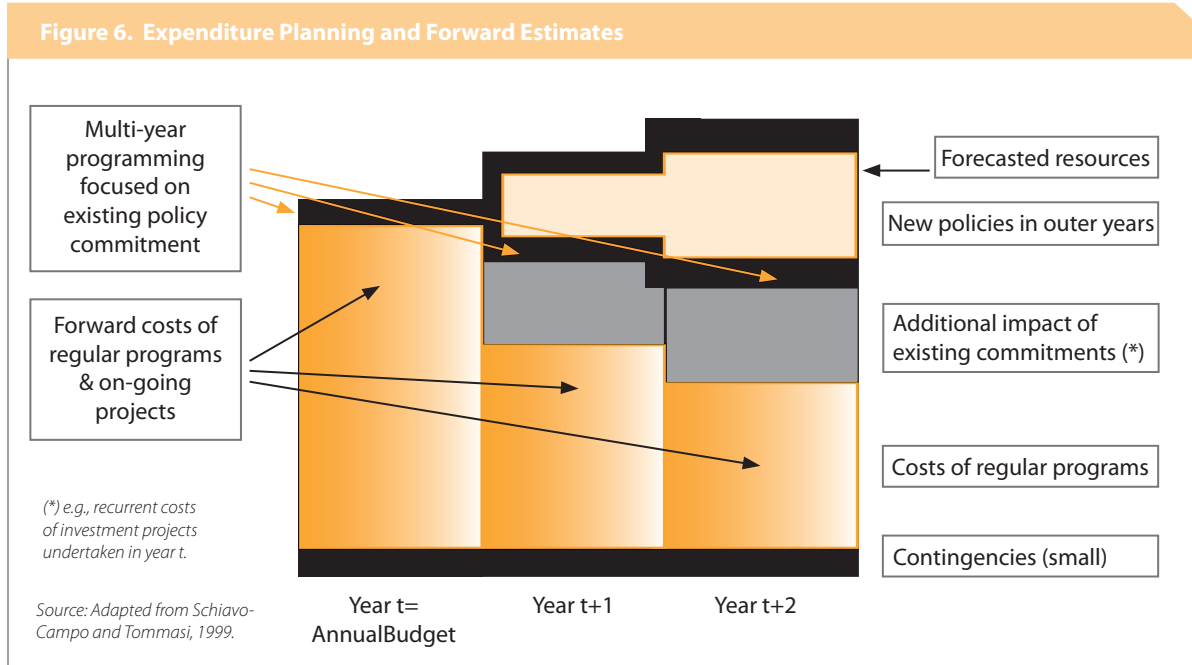 Figure 6. Expenditure Planning and Forward Estimates
Multi-year
programming
focused on
existing policy
commitment
Forward costs of
regular programs
& on-going
projects
(*) e.g., recurrent costs
of investment projects
undertaken in year t.
Source: Adapted from Schiavo-
Campo and Tommasi, 1999.
Year t=
AnnualBudget
Year t+1
Year t+2
Forecasted resources
New policies in outer years
Additional impact of
existing commitments (*)
Costs of regular programs
Contingencies (small)